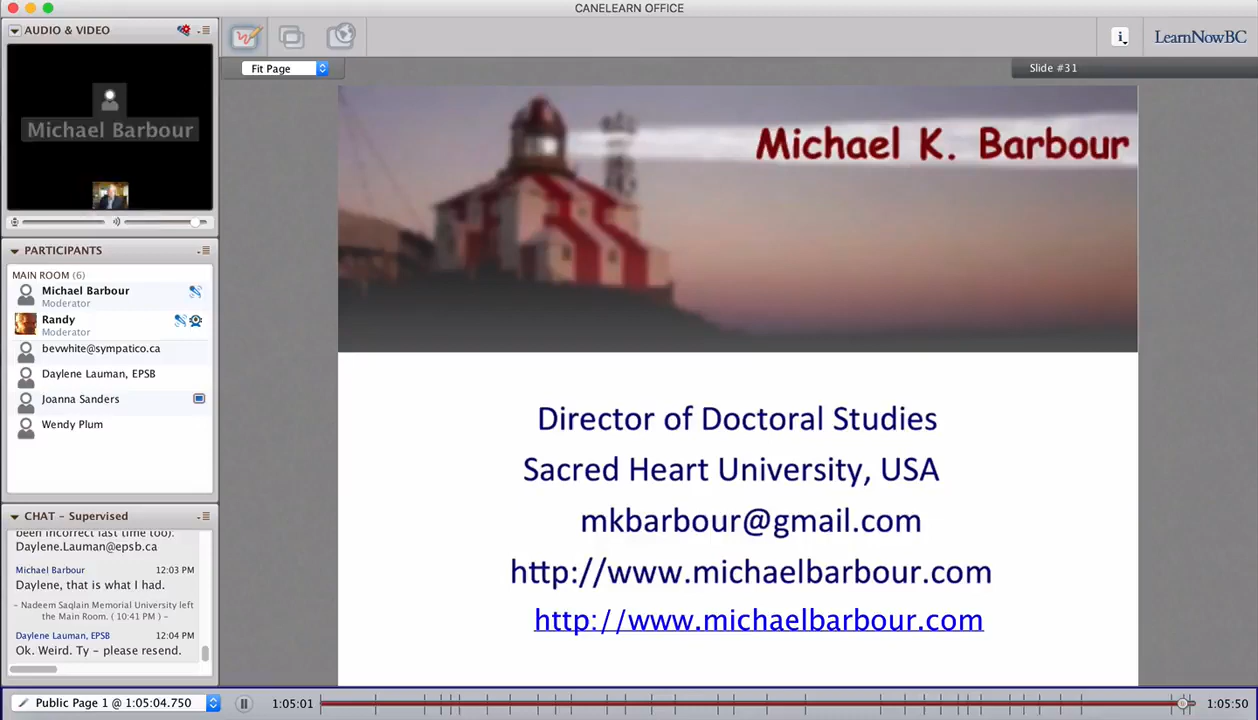 CANELEARN OFFICE
AUDIO & VIDEO
LearnNowBC
Fit Page
Slide #31
Michael Barbour
Michael K. Barbour
PARTICIPANTS
MAIN ROOM (6)
Michael Barbour
Moderator
Randy
Moderator
bevwhite@sympatico.ca
Daylene Lauman, EPSB
Joanna Sanders
Wendy Plum
Director of Doctoral Studies
Sacred Heart University, USA
mkbarbour@gmail.com
http://www.michaelbarbour.com
http://www.michaelbarbour.com
CHAT – Supervised
been incorrect last time too).
Daylene.Lauman@epsb.ca
Michael Barbour 12:03 PM
Daylene, that is what I had.
– Nadeem Saqlain Memorial University left
the Main Room. ( 10:41 PM ) –
Daylene Lauman, EPSB 12:04 PM
Ok. Weird. Ty – please resend.
Public Page 1 @ 1:05:04.750
1:05:01
1:05:50